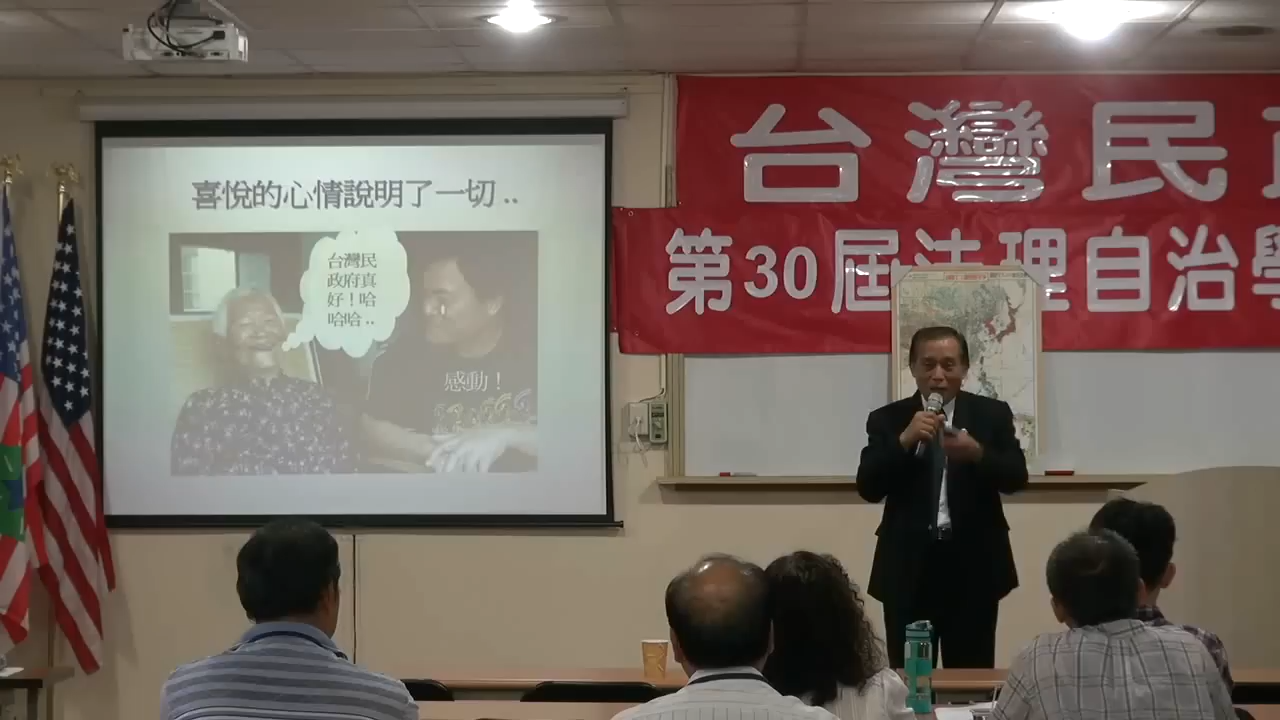 喜悅的心情說明了一切..
台灣民
政府真
好！哈
哈哈..
感動！
台灣民
第30屆法理自治學